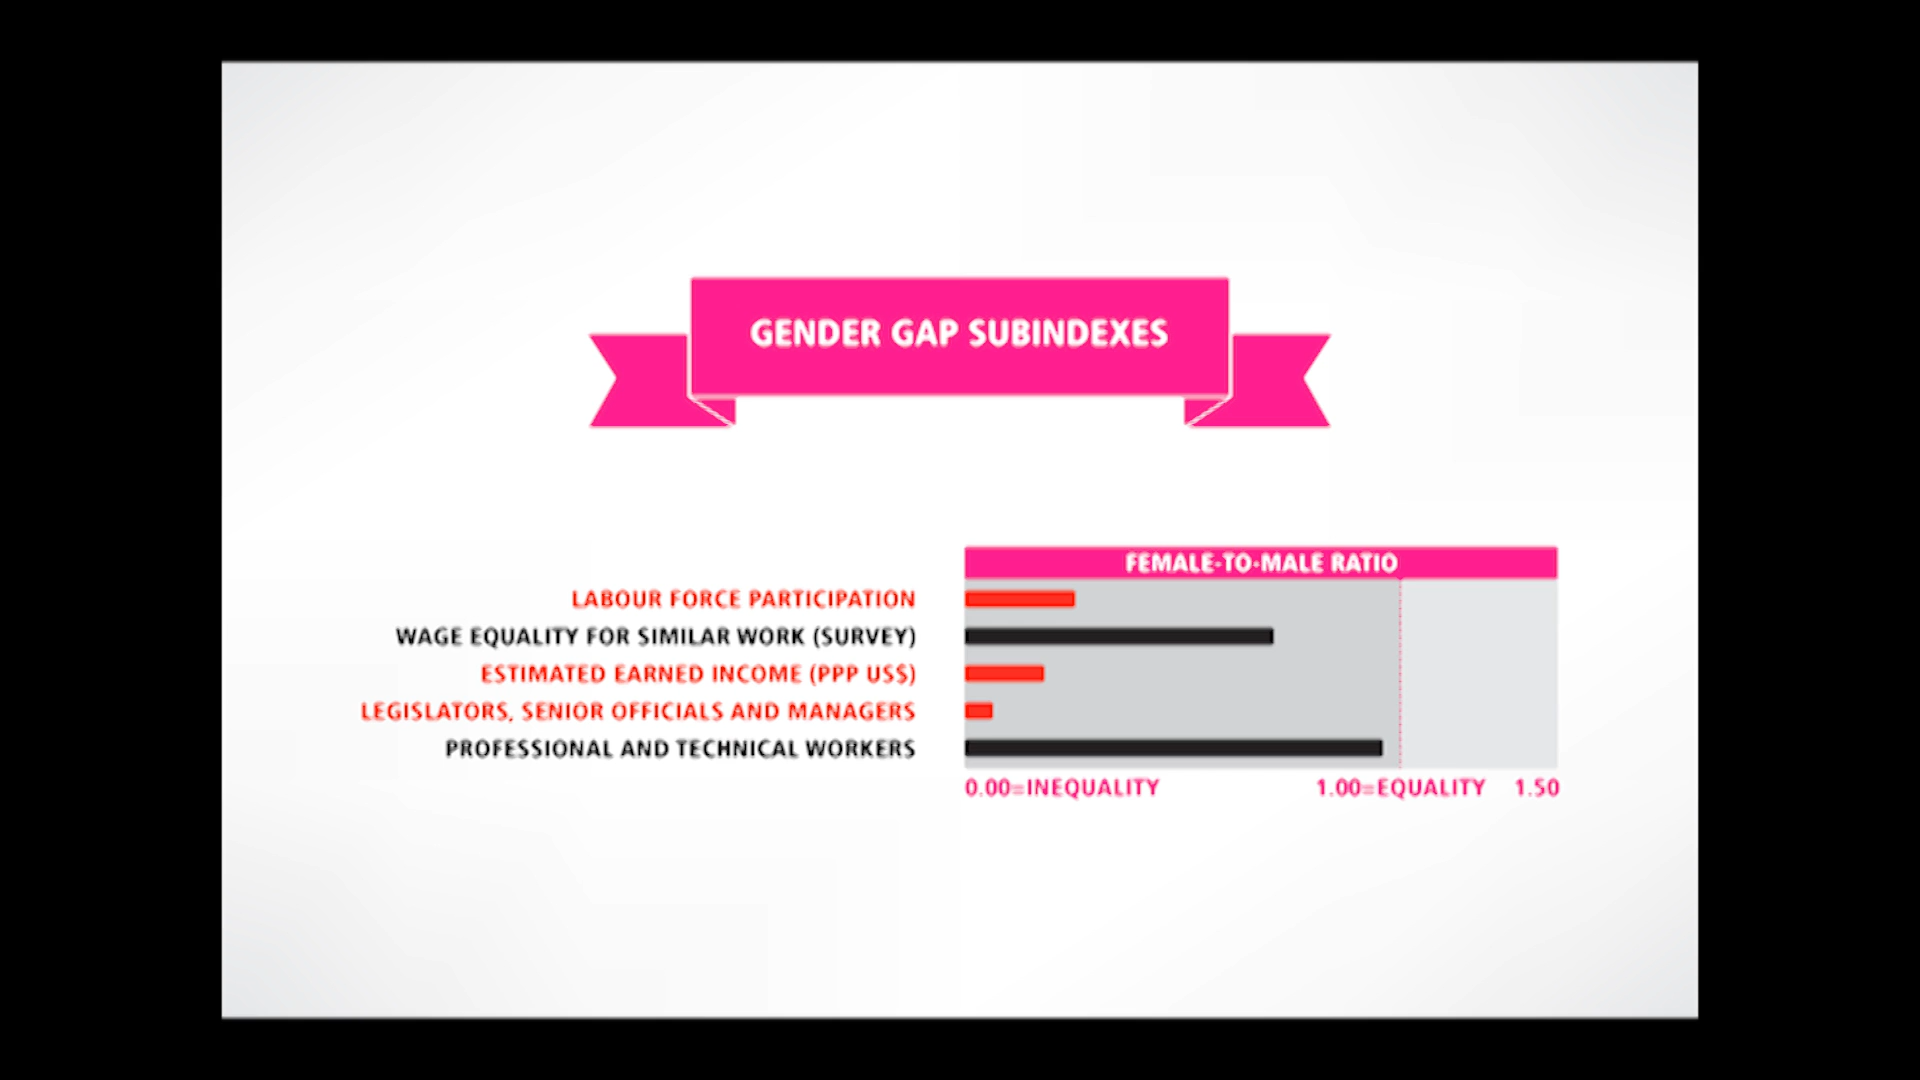 GENDER GAP SUBINDEXES
FEMALE-TO-MALE RATIO
LABOUR FORCE PARTICIPATION
WAGE EQUALITY FOR SIMILAR WORK (SURVEY)
ESTIMATED EARNED INCOME (PPP US$)
LEGISLATORS, SENIOR OFFICIALS AND MANAGERS
PROFESSIONAL AND TECHNICAL WORKERS
0.00=INEQUALITY 1.00=EQUALITY 1.50